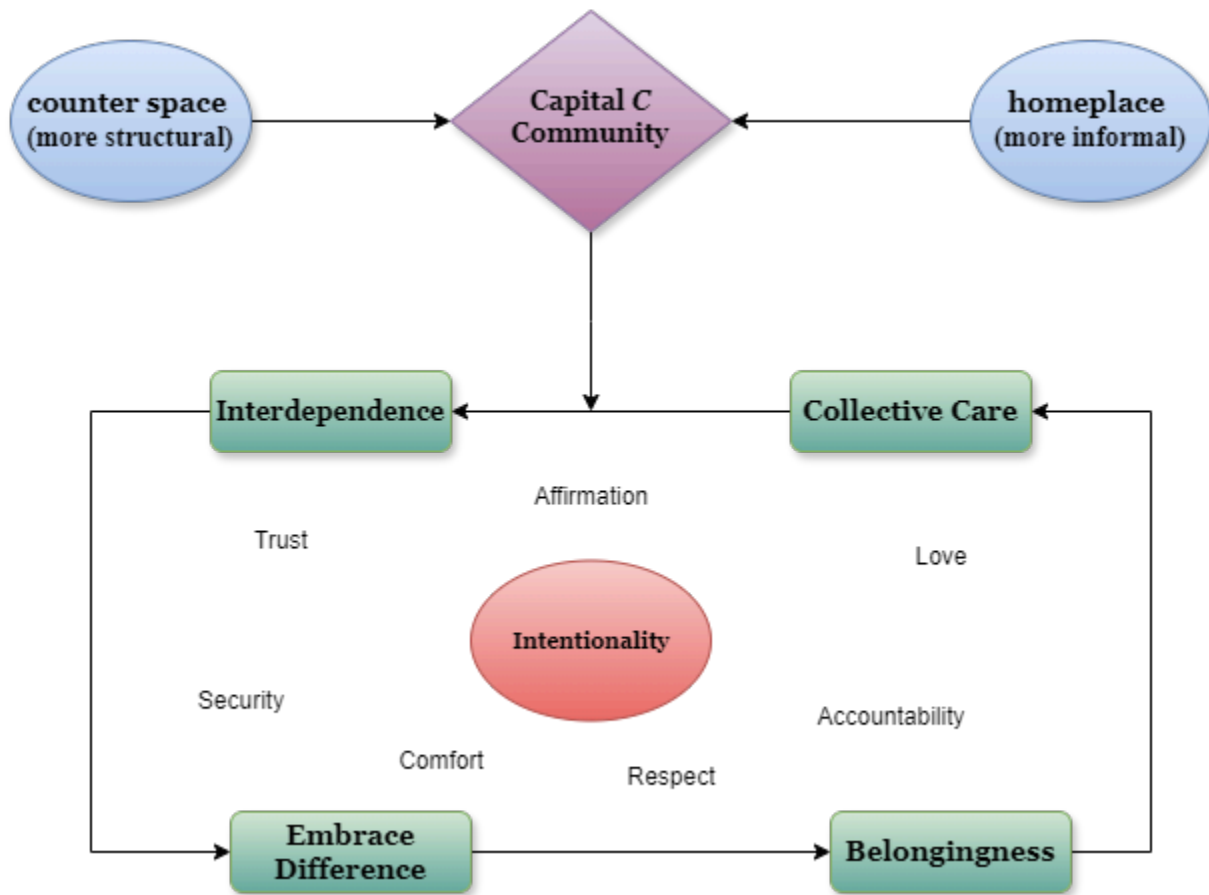 counter space
(more structural)
Capital C
Community
homeplace
(more informal)
Interdependence
Collective Care
Affirmation
Trust
Love
Intentionality
Security
Accountability
Comfort
Respect
Embrace
Difference
Belongingness